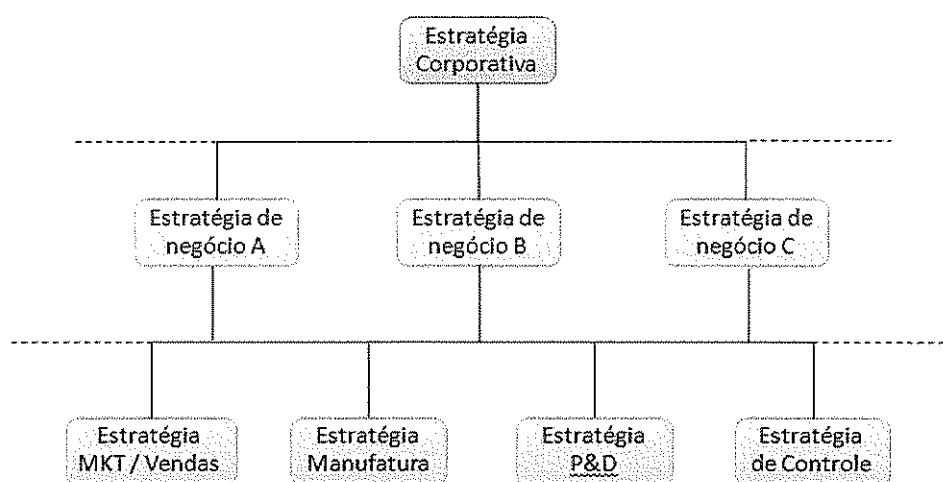 Estratégia
Corporativa
Estratégia de
negócio A
Estratégia de
negócio B
Estratégia de
negócio C
Estratégia
MKT / Vendas
Estratégia
Manufatura
Estratégia
P&D
Estratégia
de Controle